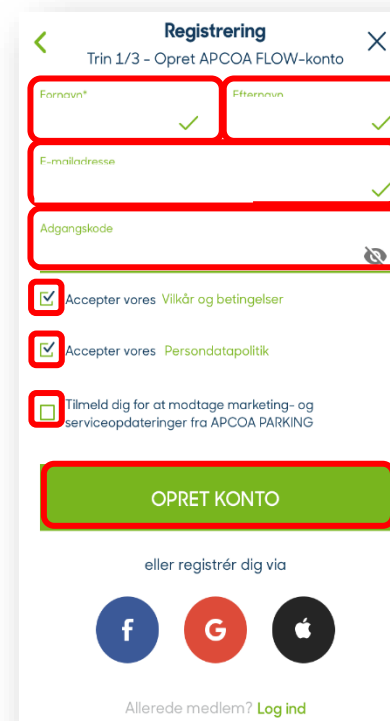 Registrering
Trin 1/3 - Opret APCOA FLOW-konto
Fornavn*
Efternavn
E-mailadresse
Adgangskode
Accepter vores Vilkår og betingelser
Accepter vores Persondatapolitik
Tilmeld dig for at modtage marketing- og
serviceopdateringer fra APCOA PARKING
OPRET KONTO
eller registrér dig via
f
G
Allerede medlem? Log ind